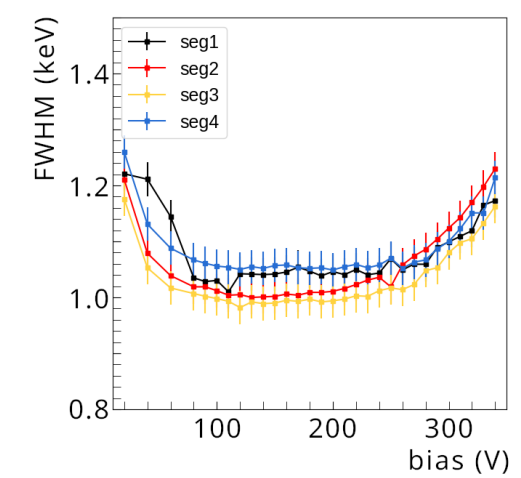 FWHM (keV)
seg1
seg2
seg3
seg4
1.4
1.2
1.0
0.8
100 200 300
bias (V)